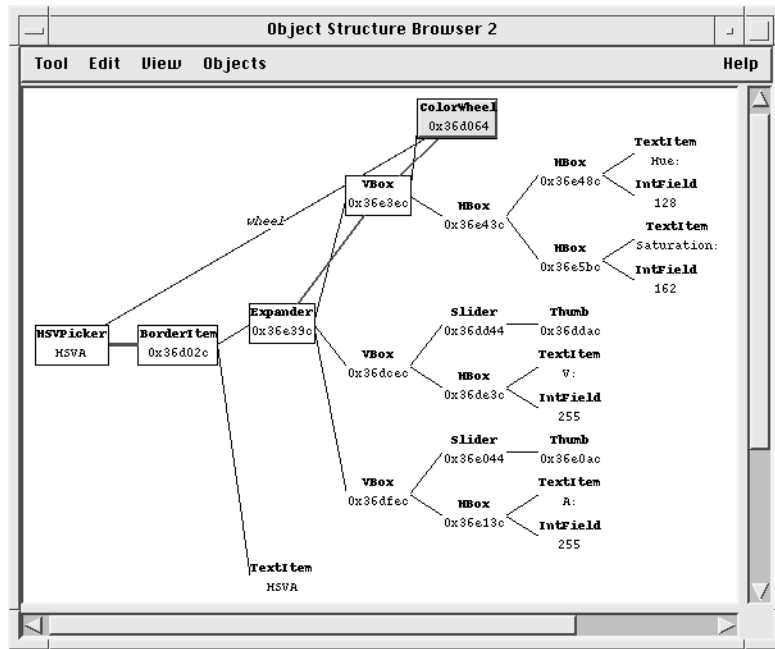 Object Structure Browser 2
Tool Edit View Objects Help
ColorWheel
0x36d064
TextItem
Hue:
HBox
0x36e48c
IntField
128
VBox
0x36e3ec
HBox
0x36e43c
TextItem
Saturation:
HBox
0x36e5bc
IntField
162
wheel
HSVPicker
HSVA
BorderItem
0x36d02c
Expander
0x36e39c
Slider
0x36dd44
Thumb
0x36ddac
VBox
0x36dcec
TextItem
V:
HBox
0x36de3c
IntField
255
Slider
0x36e044
Thumb
0x36e0ac
VBox
0x36dfec
TextItem
A:
HBox
0x36e13c
IntField
255
TextItem
HSVA